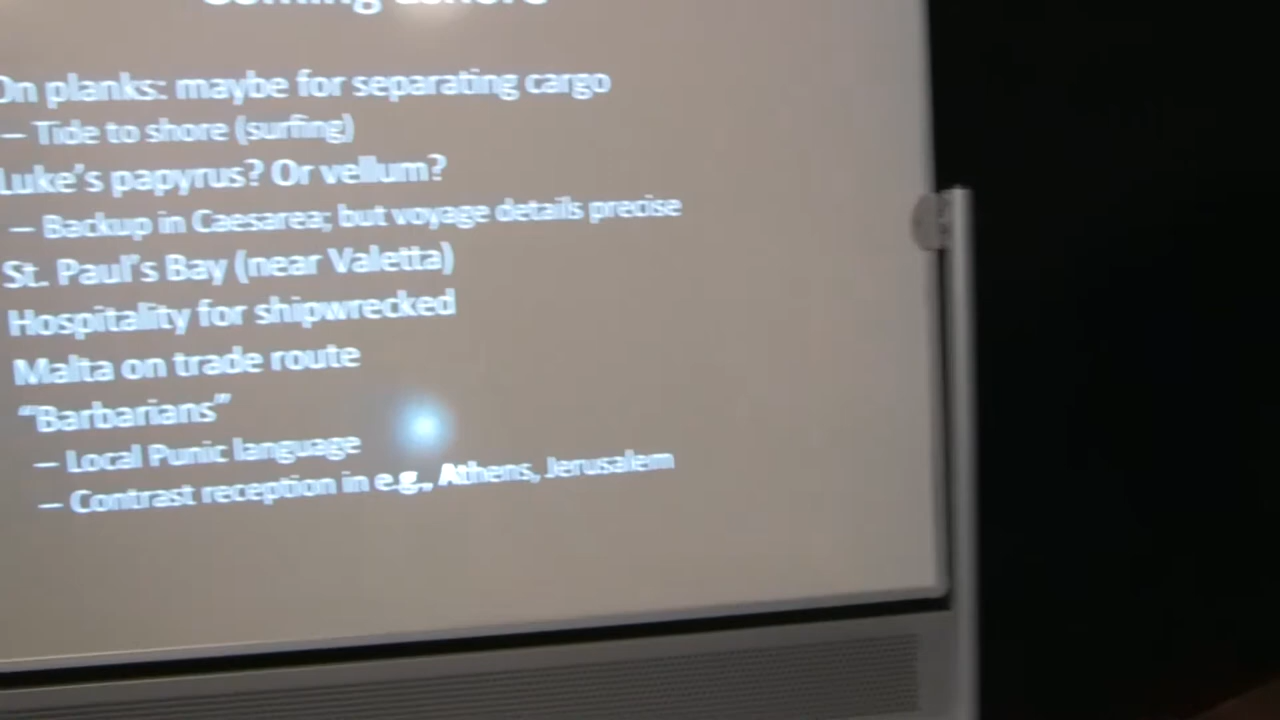 Coming ashore
On planks: maybe for separating cargo
– Tide to shore (surfing)
Luke's papyrus? Or vellum?
– Backup in Caesarea; but voyage details precise
St. Paul's Bay (near Valetta)
Hospitality for shipwrecked
Malta on trade route
"Barbarians"
– Local Punic language
– Contrast reception in e.g., Athens, Jerusalem